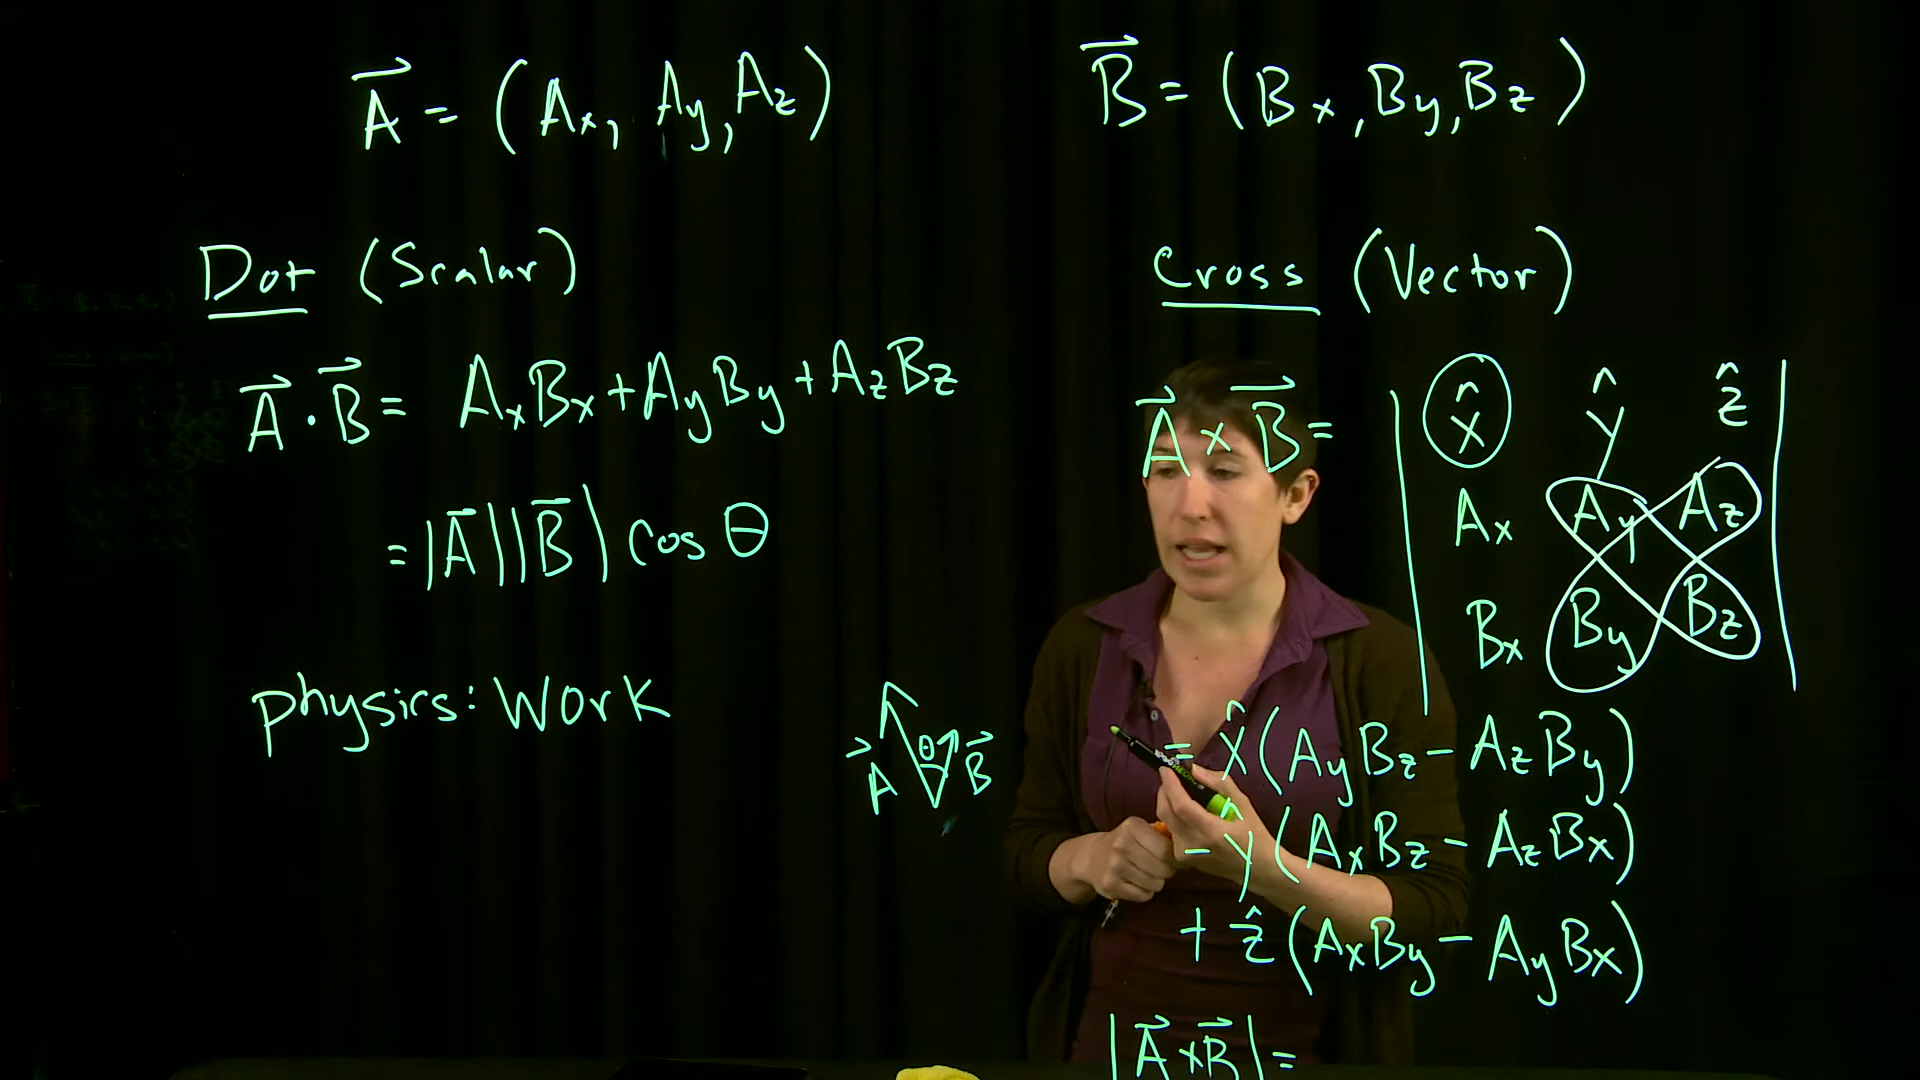 A⃗ = (Ax, Ay, Az)
B⃗ = (Bx, By, Bz)
Dot (Scalar)
A⃗ · B⃗ = AxBx + AyBy + AzBz
= |A⃗||B⃗| cos θ
physics: Work
A⃗ θ B⃗
Cross (Vector)
A⃗ × B⃗ = | x̂ ŷ ẑ |
Ax Ay Az
Bx By Bz
= x̂ (AyBz - AzBy)
- ŷ (AxBz - AzBx)
+ ẑ (AxBy - AyBx)
|A⃗ × B⃗| =